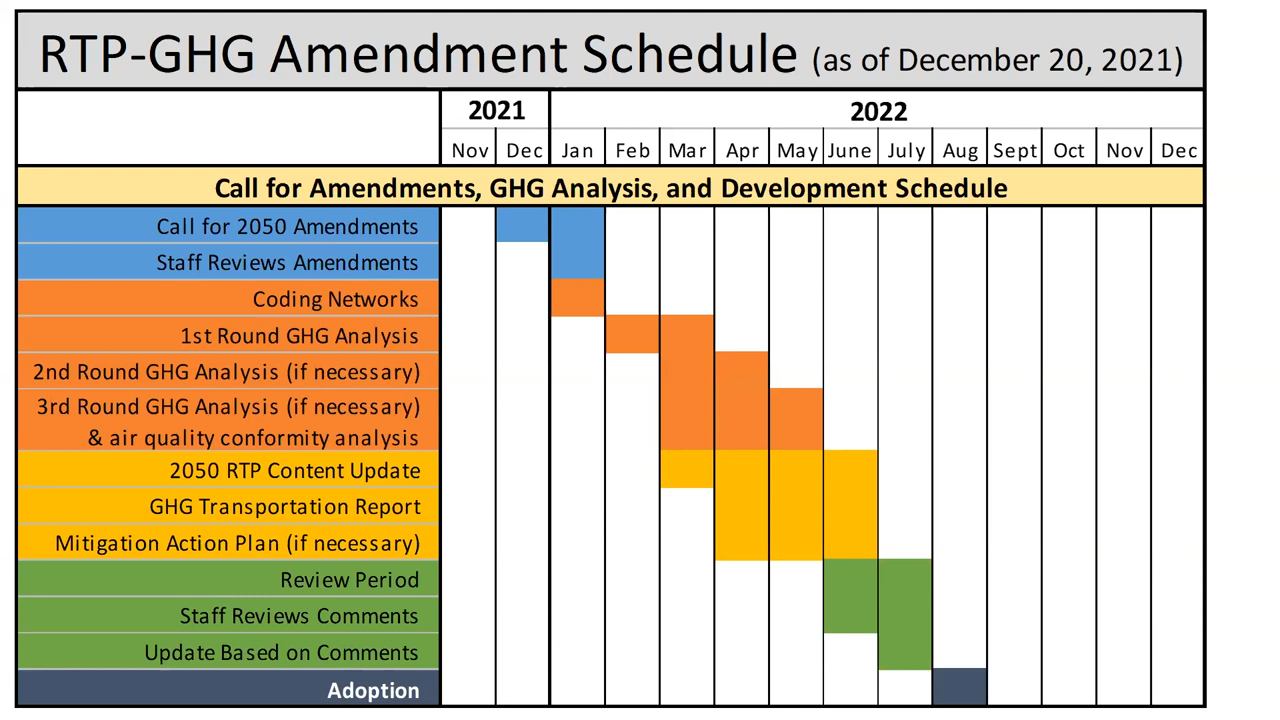 RTP-GHG Amendment Schedule (as of December 20, 2021)
2021 2022
Nov Dec Jan Feb Mar Apr May June July Aug Sept Oct Nov Dec
Call for Amendments, GHG Analysis, and Development Schedule
Call for 2050 Amendments
Staff Reviews Amendments
Coding Networks
1st Round GHG Analysis
2nd Round GHG Analysis (if necessary)
3rd Round GHG Analysis (if necessary)
& air quality conformity analysis
2050 RTP Content Update
GHG Transportation Report
Mitigation Action Plan (if necessary)
Review Period
Staff Reviews Comments
Update Based on Comments
Adoption